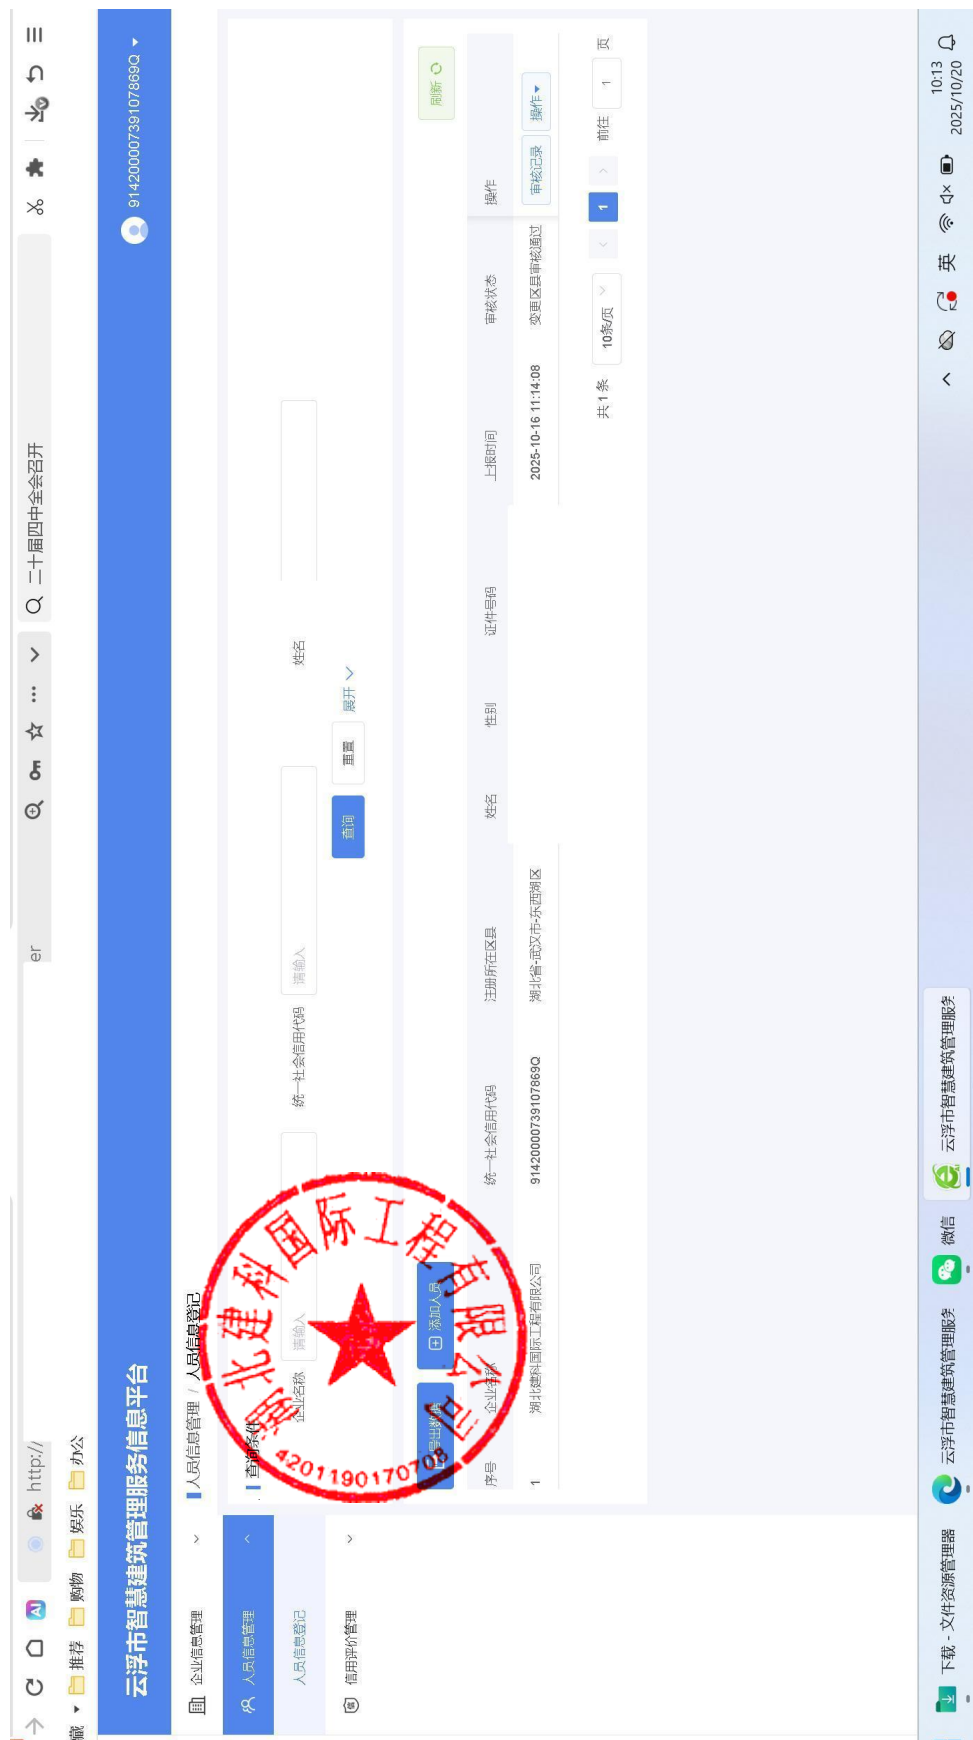 http://
er
二十届四中全会召开
藏
推荐
购物
娱乐
办公
云浮市智慧建筑管理服务信息平台
91420000739107869Q
企业信息管理
人员信息管理
人员信息登记
信用评价管理
人员信息管理 / 人员信息登记
查询条件
企业名称 请输入 统一社会信用代码 请输入 姓名
查询 重置 展开
导出数据 添加人员 刷新
序号 企业名称 统一社会信用代码 注册所在区县 姓名 性别 证件号码 上报时间 审核状态 操作
1 湖北建科国际工程有限公司 91420000739107869Q 湖北省-武汉市-东西湖区 2025-10-16 11:14:08 变更区县审核通过 审核记录 操作
共 1 条 10条/页 1 前往 1 页
湖北建科国际工程有限公司
4201190170708
下载 - 文件资源管理器
云浮市智慧建筑管理服务
微信
云浮市智慧建筑管理服务
英
10:13
2025/10/20